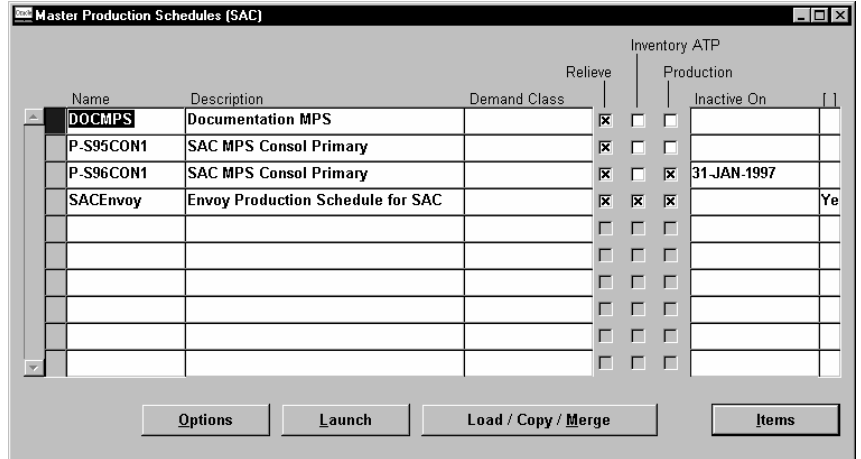 Master Production Schedules (SAC)
Inventory ATP
Relieve Production
Name Description Demand Class Inactive On [ ]
DOCMPS Documentation MPS
P-S95CON1 SAC MPS Consol Primary
P-S96CON1 SAC MPS Consol Primary 31-JAN-1997
SACEnvoy Envoy Production Schedule for SAC Ye
Options Launch Load / Copy / Merge Items